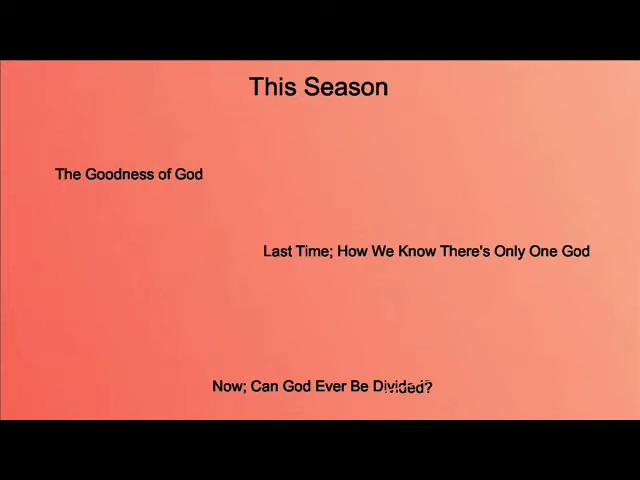 This Season
The Goodness of God
Last Time; How We Know There's Only One God
Now; Can God Ever Be Divided?